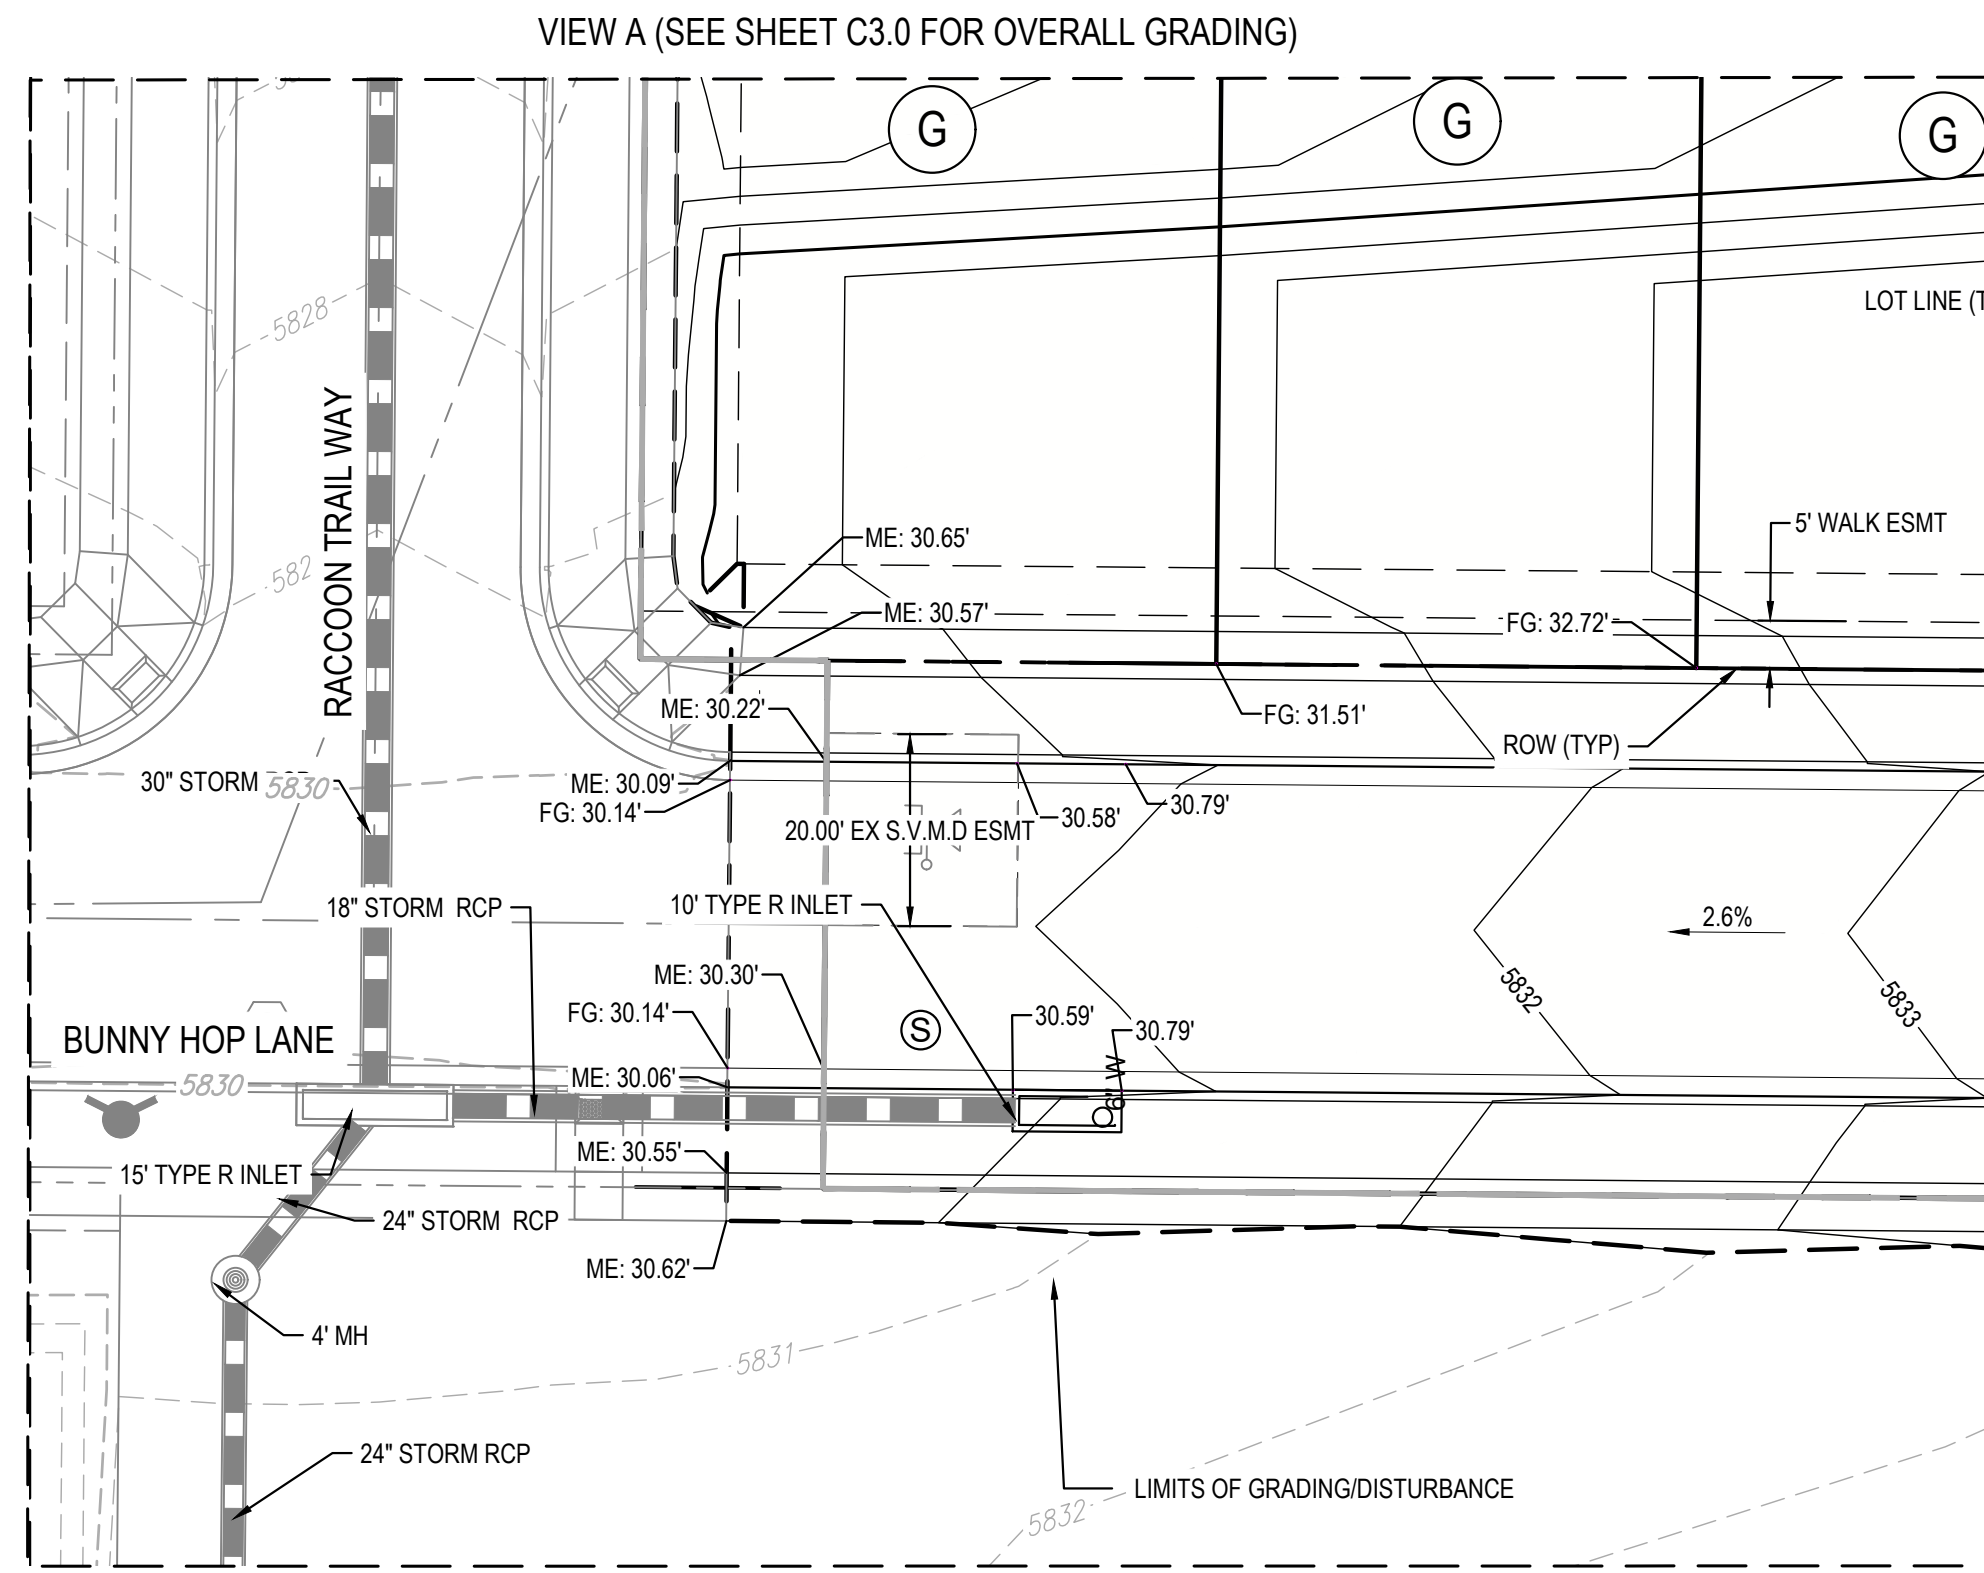 VIEW A (SEE SHEET C3.0 FOR OVERALL GRADING)
G
G
G
LOT LINE (T
5828
582
RACCOON TRAIL WAY
5' WALK ESMT
ME: 30.65'
ME: 30.57'
FG: 32.72'
ME: 30.22'
FG: 31.51'
ROW (TYP)
30" STORM
5830
ME: 30.09'
FG: 30.14'
20.00' EX S.V.M.D ESMT
30.58'
30.79'
18" STORM RCP
10' TYPE R INLET
2.6%
ME: 30.30'
FG: 30.14'
S
30.59'
30.79'
5832
5833
BUNNY HOP LANE
5830
ME: 30.06'
W
ME: 30.55'
15' TYPE R INLET
24" STORM RCP
ME: 30.62'
4' MH
5831
24" STORM RCP
LIMITS OF GRADING/DISTURBANCE
5832